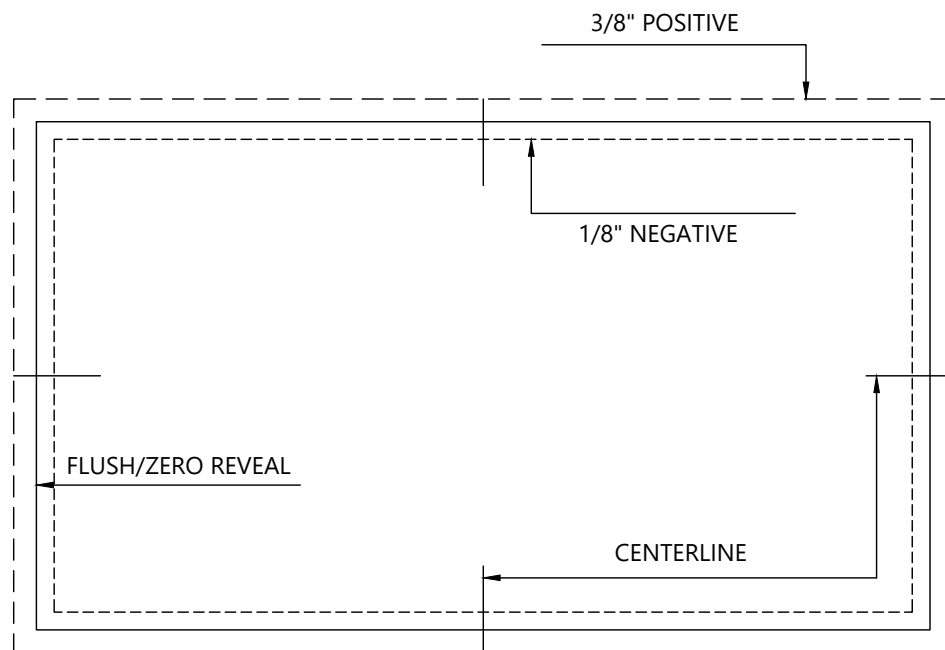 3/8" POSITIVE
1/8" NEGATIVE
FLUSH/ZERO REVEAL
CENTERLINE